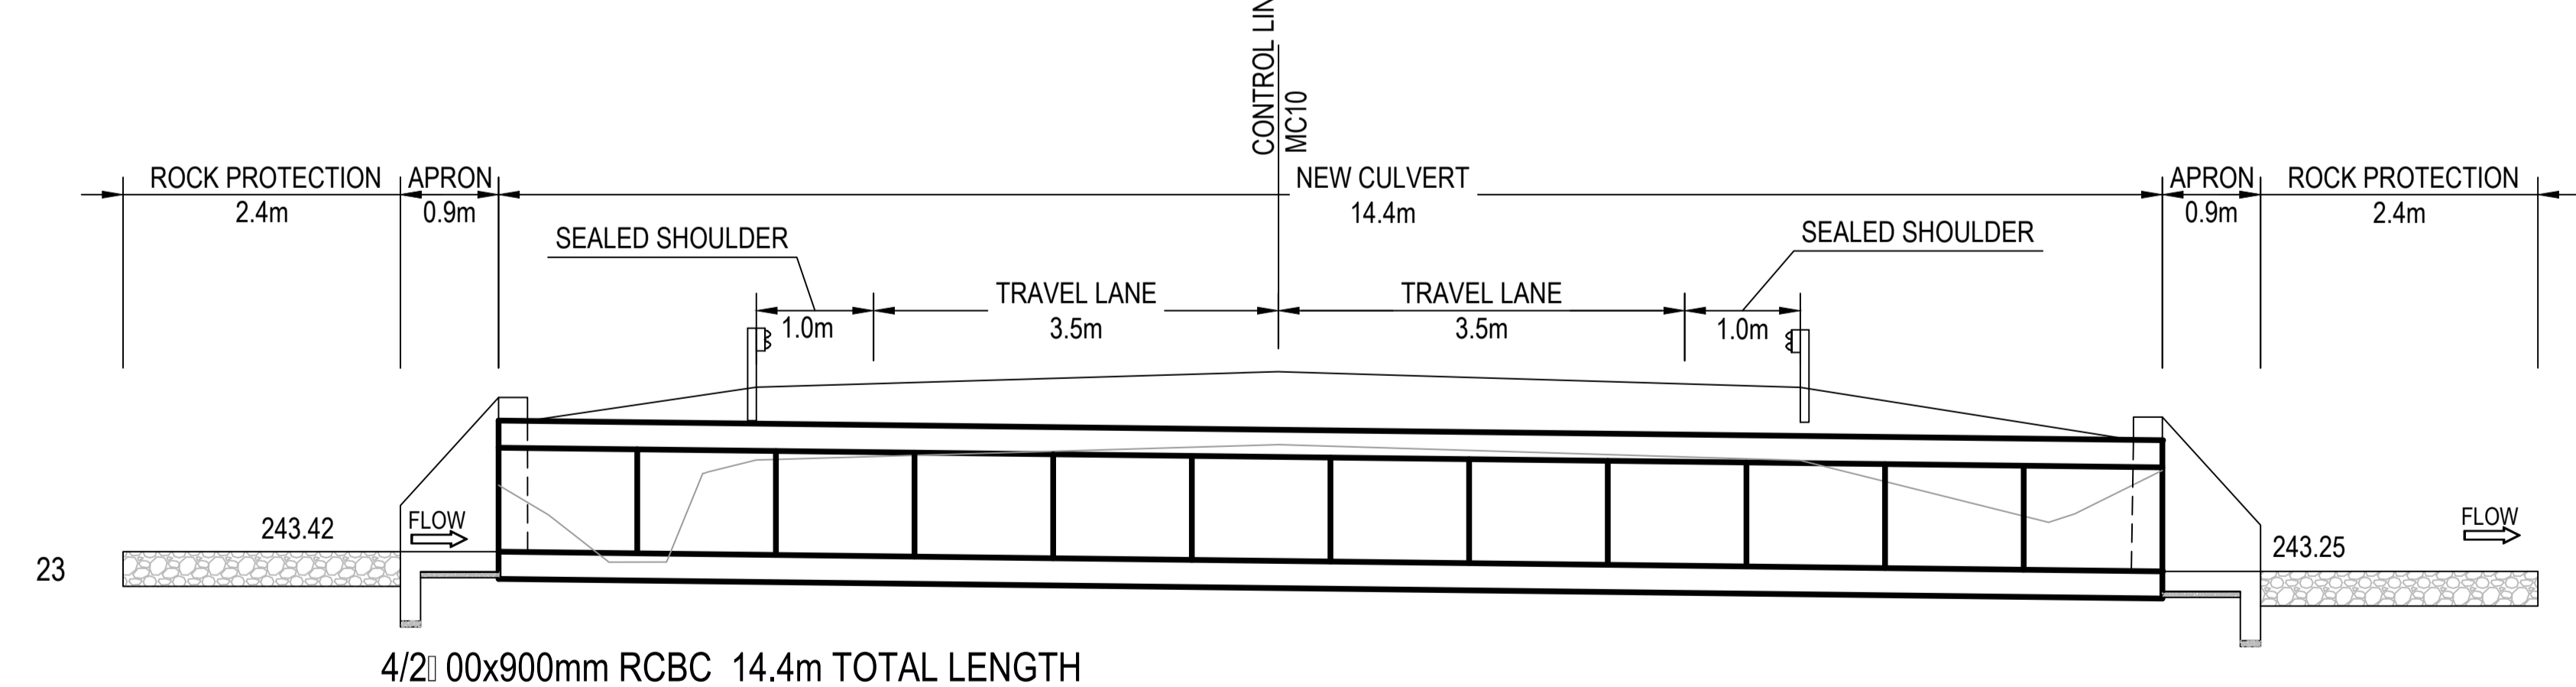 CONTROL LIN
MC10
ROCK PROTECTION
2.4m
APRON
0.9m
NEW CULVERT
14.4m
APRON
0.9m
ROCK PROTECTION
2.4m
SEALED SHOULDER
1.0m
TRAVEL LANE
3.5m
TRAVEL LANE
3.5m
SEALED SHOULDER
1.0m
243.42
FLOW
243.25
FLOW
23
4/2▯00x900mm RCBC 14.4m TOTAL LENGTH